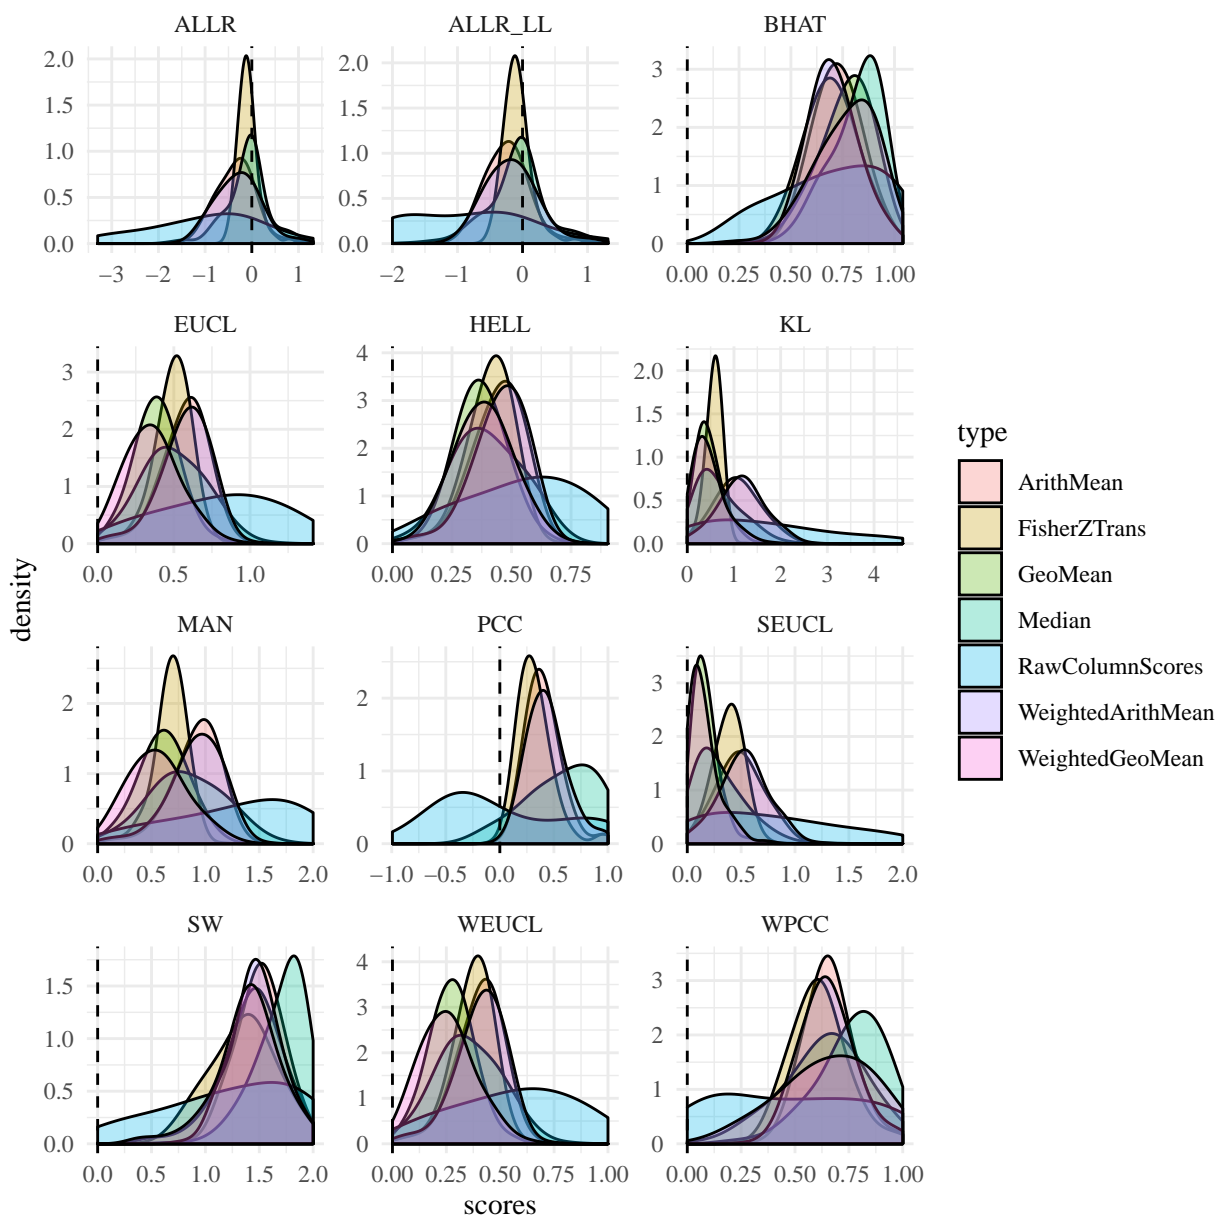 ALLR ALLR_LL BHAT
2.0 1.5 1.0 0.5 0.0
−3 −2 −1 0 1
2.0 1.5 1.0 0.5 0.0
−2 −1 0 1
3 2 1 0
0.00 0.25 0.50 0.75 1.00
EUCL HELL KL
3 2 1 0
0.0 0.5 1.0
4 3 2 1 0
0.00 0.25 0.50 0.75
2.0 1.5 1.0 0.5 0.0
0 1 2 3 4
MAN PCC SEUCL
2 1 0
0.0 0.5 1.0 1.5 2.0
2 1 0
−1.0 −0.5 0.0 0.5 1.0
3 2 1 0
0.0 0.5 1.0 1.5 2.0
SW WEUCL WPCC
1.5 1.0 0.5 0.0
0.0 0.5 1.0 1.5 2.0
4 3 2 1 0
0.00 0.25 0.50 0.75 1.00
3 2 1 0
0.00 0.25 0.50 0.75 1.00
density
scores
type
ArithMean
FisherZTrans
GeoMean
Median
RawColumnScores
WeightedArithMean
WeightedGeoMean